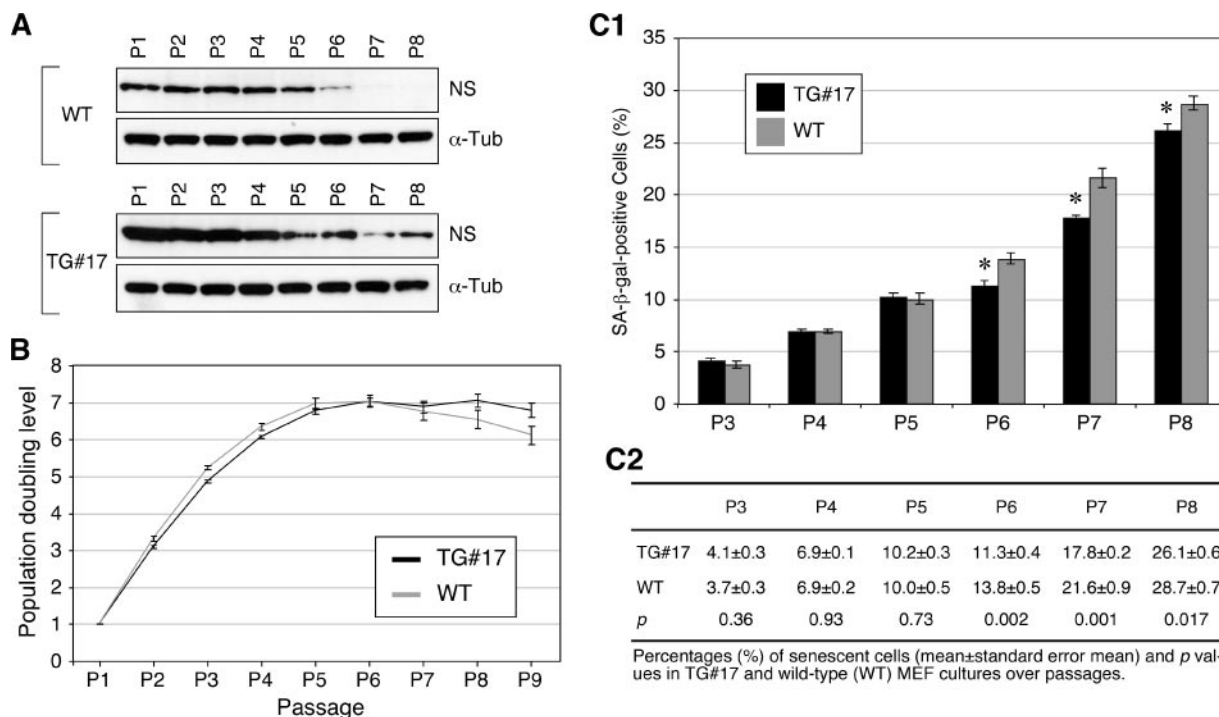 A
P1 P2 P3 P4 P5 P6 P7 P8
WT
NS
α-Tub
P1 P2 P3 P4 P5 P6 P7 P8
TG#17
NS
α-Tub
B
Population doubling level
8
7
6
5
4
3
2
1
0
TG#17
WT
P1 P2 P3 P4 P5 P6 P7 P8 P9
Passage
C1
SA-β-gal-positive Cells (%)
35
30
25
20
15
10
5
0
TG#17
WT
*
*
*
P3 P4 P5 P6 P7 P8
C2
P3 P4 P5 P6 P7 P8
TG#17 4.1±0.3 6.9±0.1 10.2±0.3 11.3±0.4 17.8±0.2 26.1±0.6
WT 3.7±0.3 6.9±0.2 10.0±0.5 13.8±0.5 21.6±0.9 28.7±0.7
p 0.36 0.93 0.73 0.002 0.001 0.017
Percentages (%) of senescent cells (mean±standard error mean) and p val-
ues in TG#17 and wild-type (WT) MEF cultures over passages.